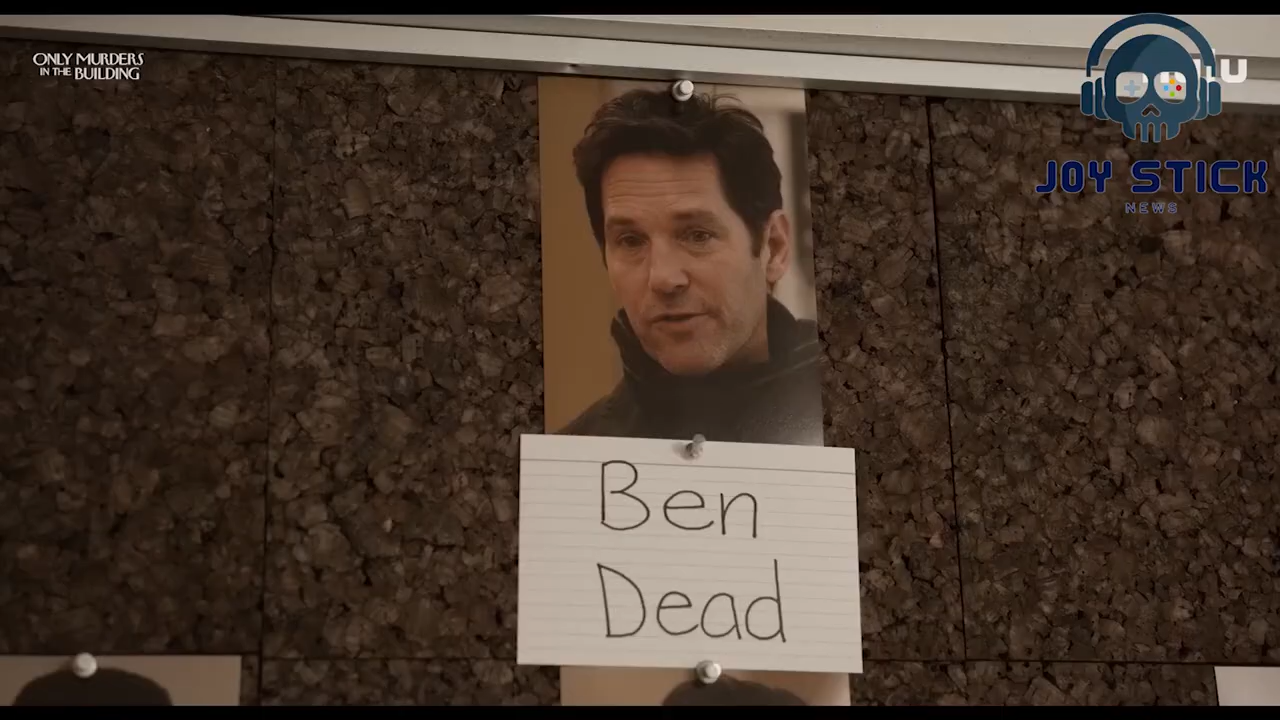 ONLY MURDERS
IN THE BUILDING
JOY STICK
NEWS
Ben
Dead